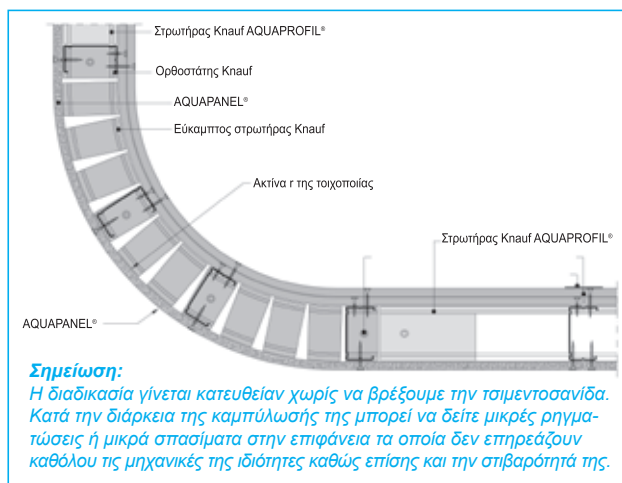 Στρωτήρας Knauf AQUAPROFIL®
Ορθοστάτης Knauf
AQUAPANEL®
Εύκαμπτος στρωτήρας Knauf
Ακτίνα r της τοιχοποιίας
Στρωτήρας Knauf AQUAPROFIL®
AQUAPANEL®
Σημείωση:
Η διαδικασία γίνεται κατευθείαν χωρίς να βρέξουμε την τσιμεντοσανίδα.
Κατά την διάρκεια της καμπύλωσής της μπορεί να δείτε μικρές ρηγμα-
τώσεις ή μικρά σπασίματα στην επιφάνεια τα οποία δεν επηρεάζουν
καθόλου τις μηχανικές της ιδιότητες καθώς επίσης και την στιβαρότητά της.